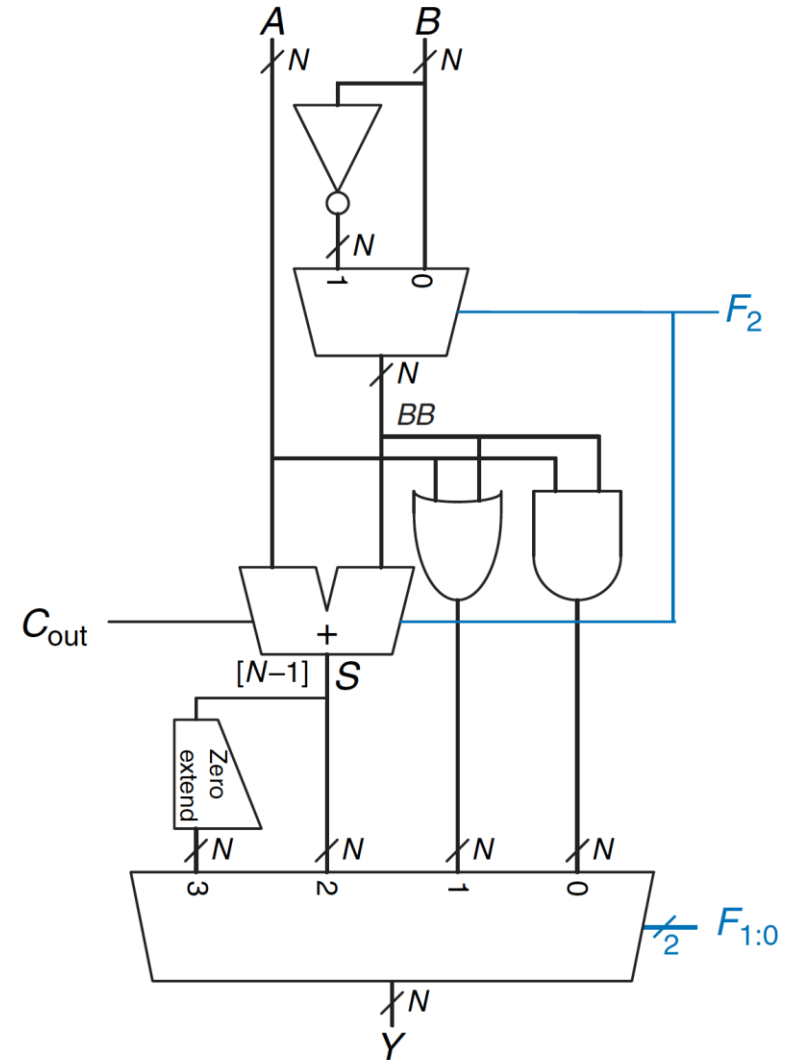 A B
N N
N
1 0
F2
N
BB
Cout
+
[N–1] S
Zero
extend
N N N N
3 2 1 0
F1:0
2
N
Y